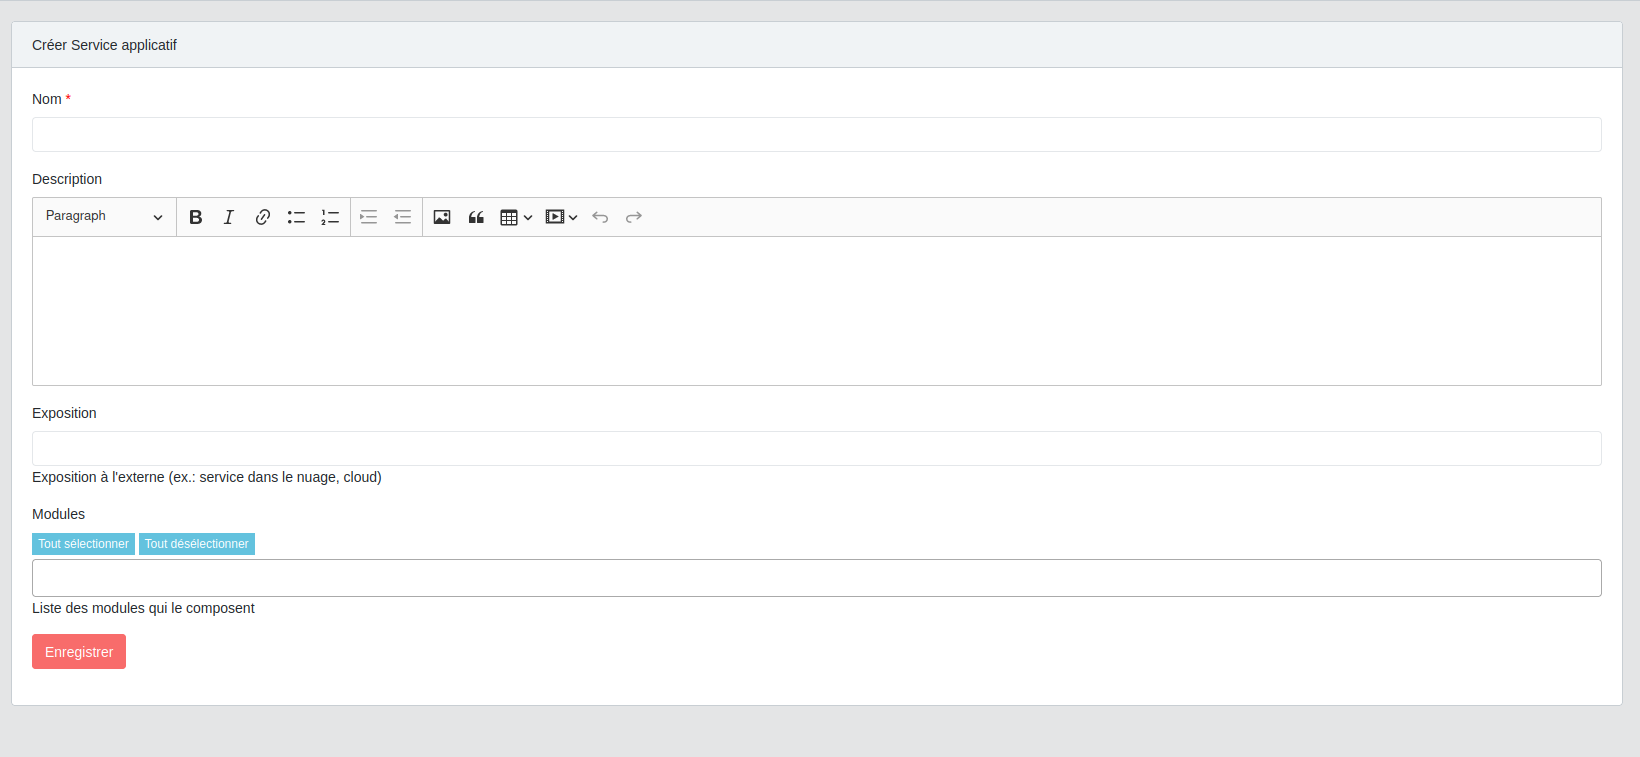 Créer Service applicatif
Nom *
Description
Paragraph
Exposition
Exposition à l'externe (ex.: service dans le nuage, cloud)
Modules
Tout sélectionner Tout désélectionner
Liste des modules qui le composent
Enregistrer